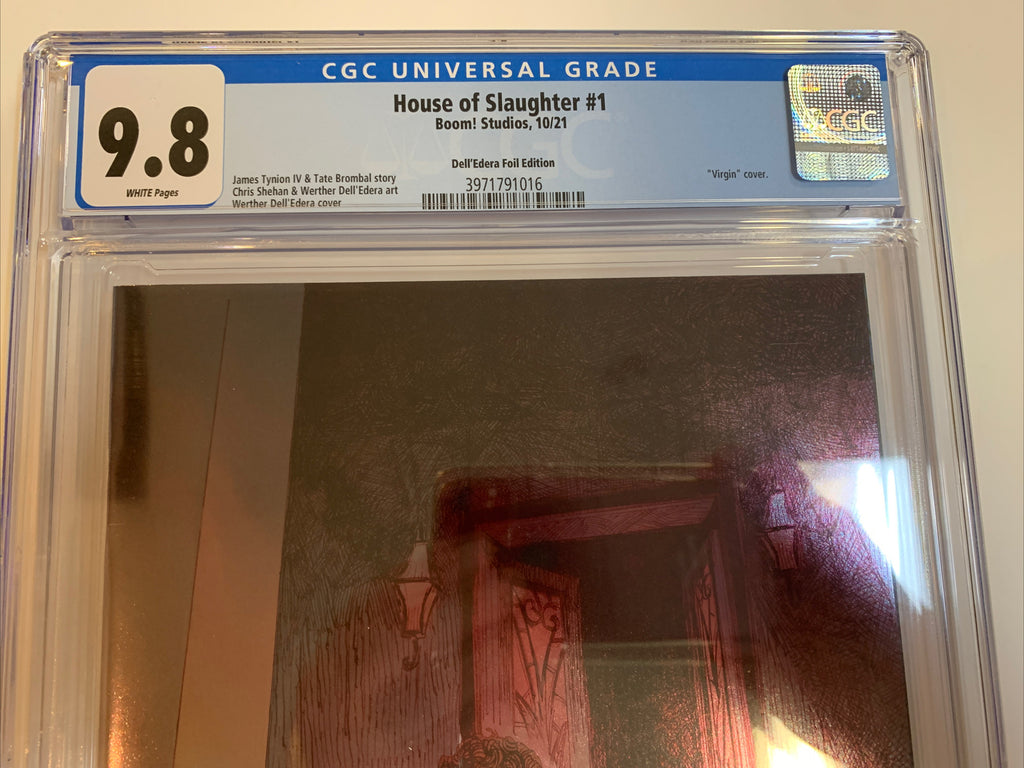 CGC UNIVERSAL GRADE
9.8
WHITE Pages
House of Slaughter #1
Boom! Studios, 10/21
Dell'Edera Foil Edition
James Tynion IV & Tate Brombal story
Chris Shehan & Werther Dell'Edera art
Werther Dell'Edera cover
3971791016
"Virgin" cover.
CGC
CGC